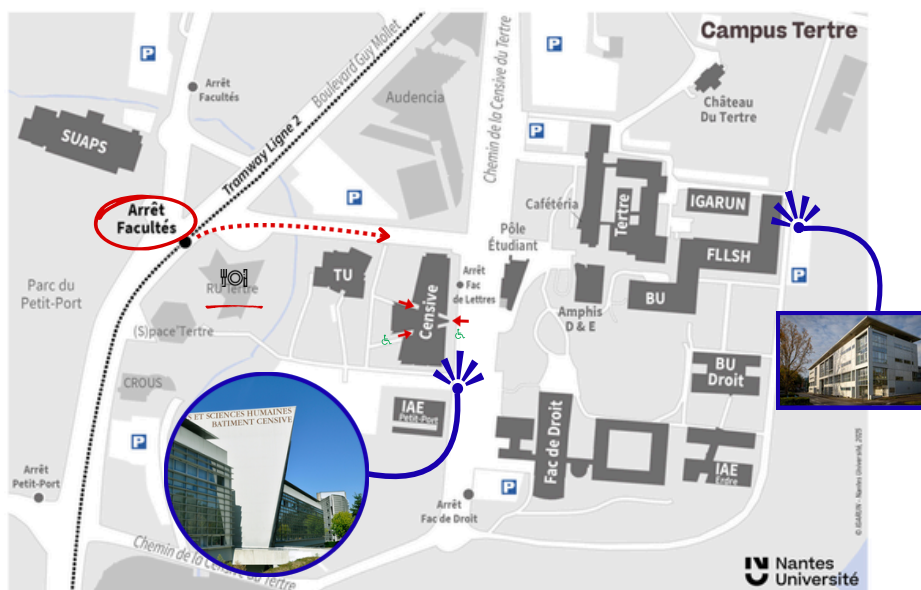 Campus Tertre
P
P
Arrêt
Facultés
Boulevard Guy Mollet
Tramway Ligne 2
Audencia
Chemin de la Censive du Tertre
P
Château
Du Tertre
SUAPS
P
Arrêt
Facultés
Cafétéria
Tertre
IGARUN
FLLSH
BU
Pôle
Étudiant
Parc du
Petit-Port
RU Tertre
TU
Censive
Arrêt
Fac
de Lettres
P
(S)pace'Tertre
Amphis
D & E
CROUS
BU
Droit
IAE
Petit-Port
S ET SCIENCES HUMAINES
BATIMENT CENSIVE
P
Fac de Droit
IAE
Erdre
Arrêt
Petit-Port
P
Arrêt
Fac de Droit
Chemin de la Censive du Tertre
© IGARUN - Nantes Université, 2025
Nantes
Université